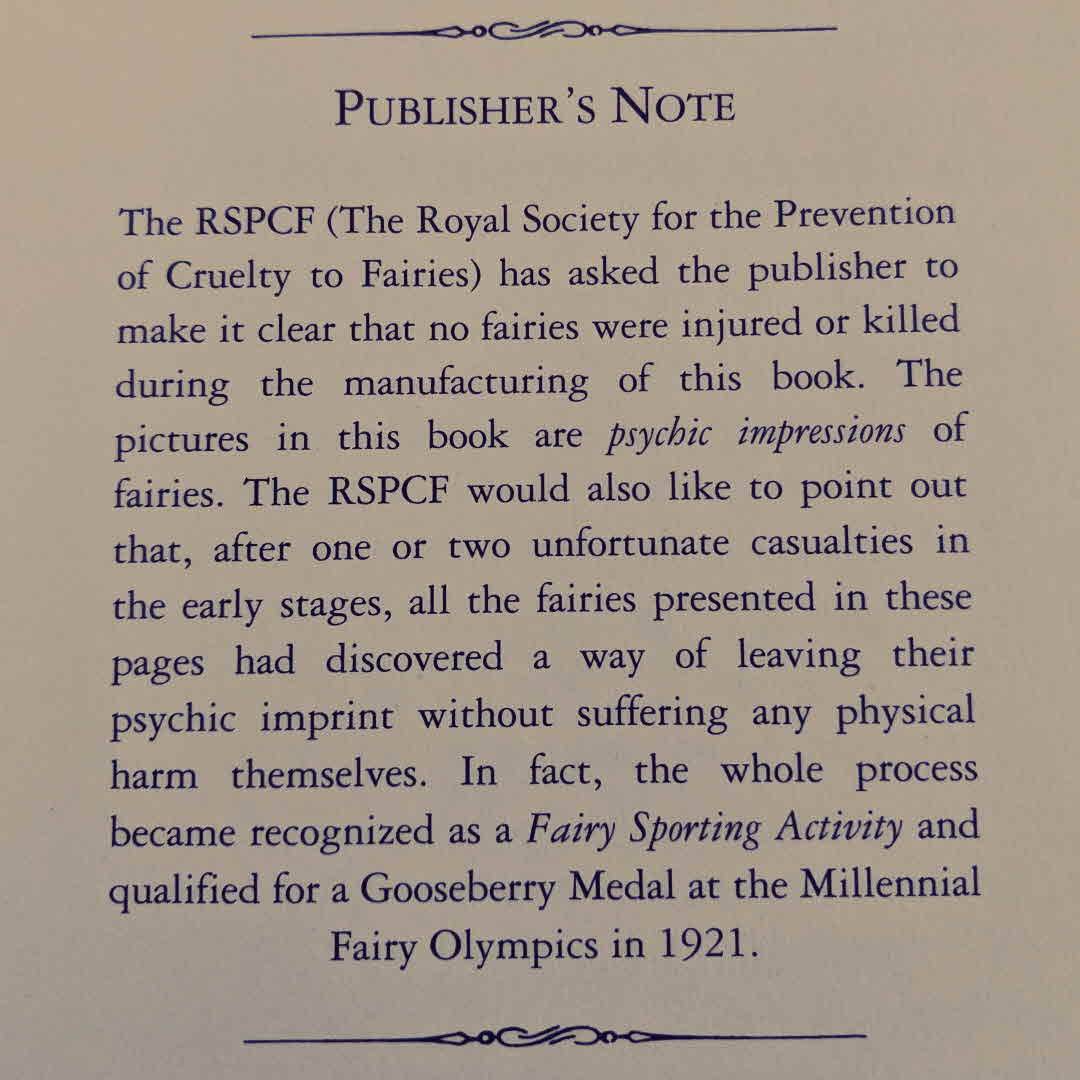 PUBLISHER'S NOTE
The RSPCF (The Royal Society for the Prevention
of Cruelty to Fairies) has asked the publisher to
make it clear that no fairies were injured or killed
during the manufacturing of this book. The
pictures in this book are psychic impressions of
fairies. The RSPCF would also like to point out
that, after one or two unfortunate casualties in
the early stages, all the fairies presented in these
pages had discovered a way of leaving their
psychic imprint without suffering any physical
harm themselves. In fact, the whole process
became recognized as a Fairy Sporting Activity and
qualified for a Gooseberry Medal at the Millennial
Fairy Olympics in 1921.